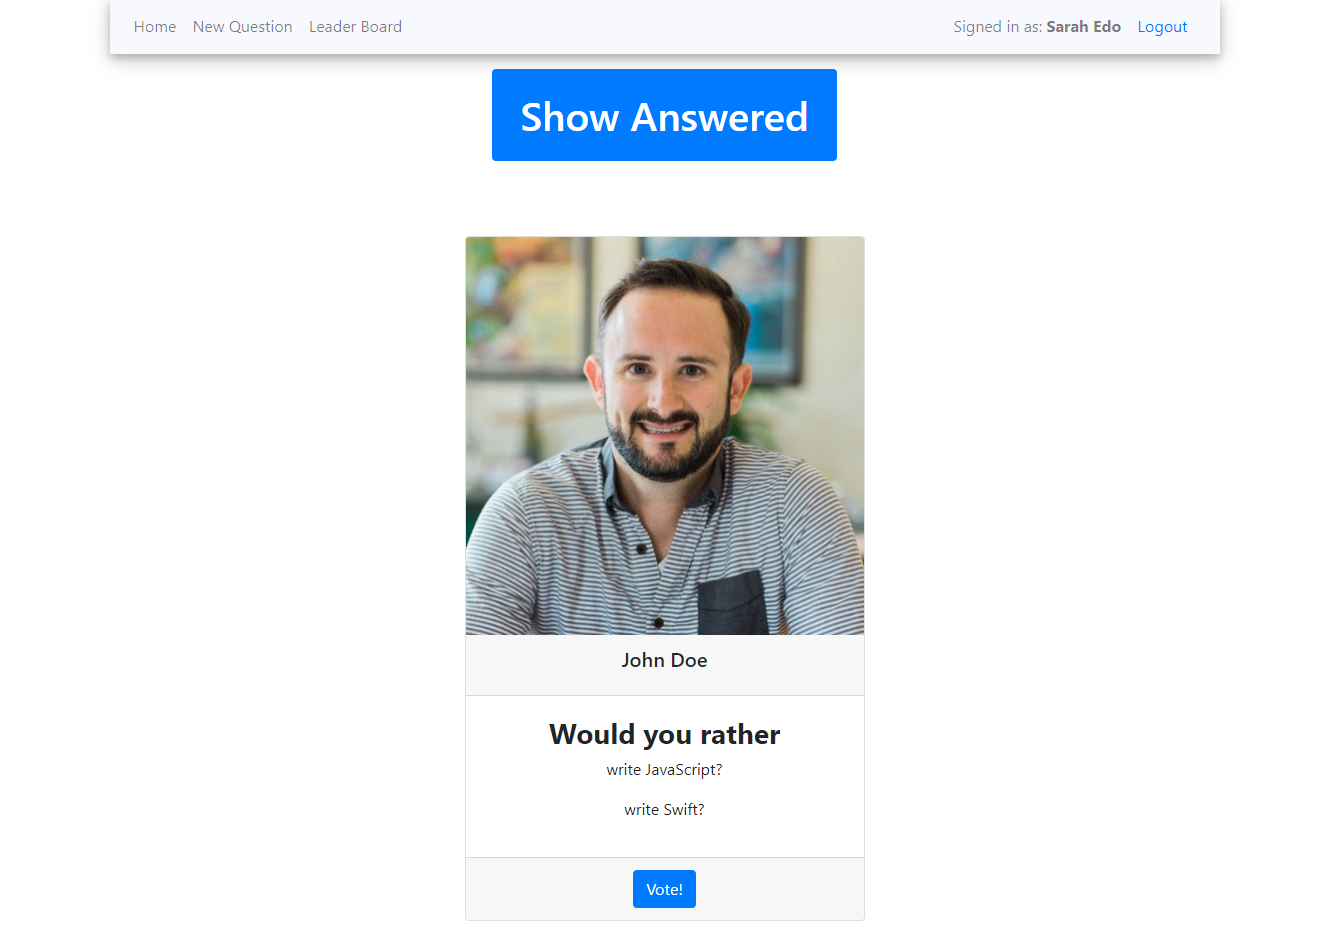 Home New Question Leader Board Signed in as: Sarah Edo Logout
Show Answered
John Doe
Would you rather
write JavaScript?
write Swift?
Vote!